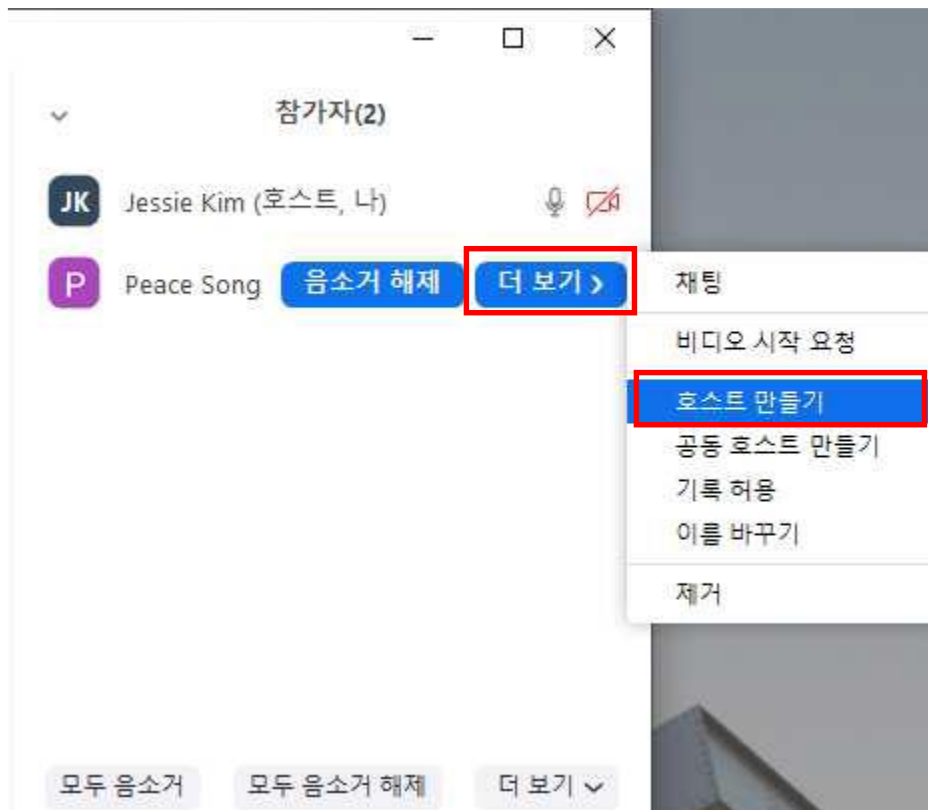 참가자(2)
JK Jessie Kim (호스트, 나)
P Peace Song 음소거 해제 더 보기 >
채팅
비디오 시작 요청
호스트 만들기
공동 호스트 만들기
기록 허용
이름 바꾸기
제거
모두 음소거 모두 음소거 해제 더 보기